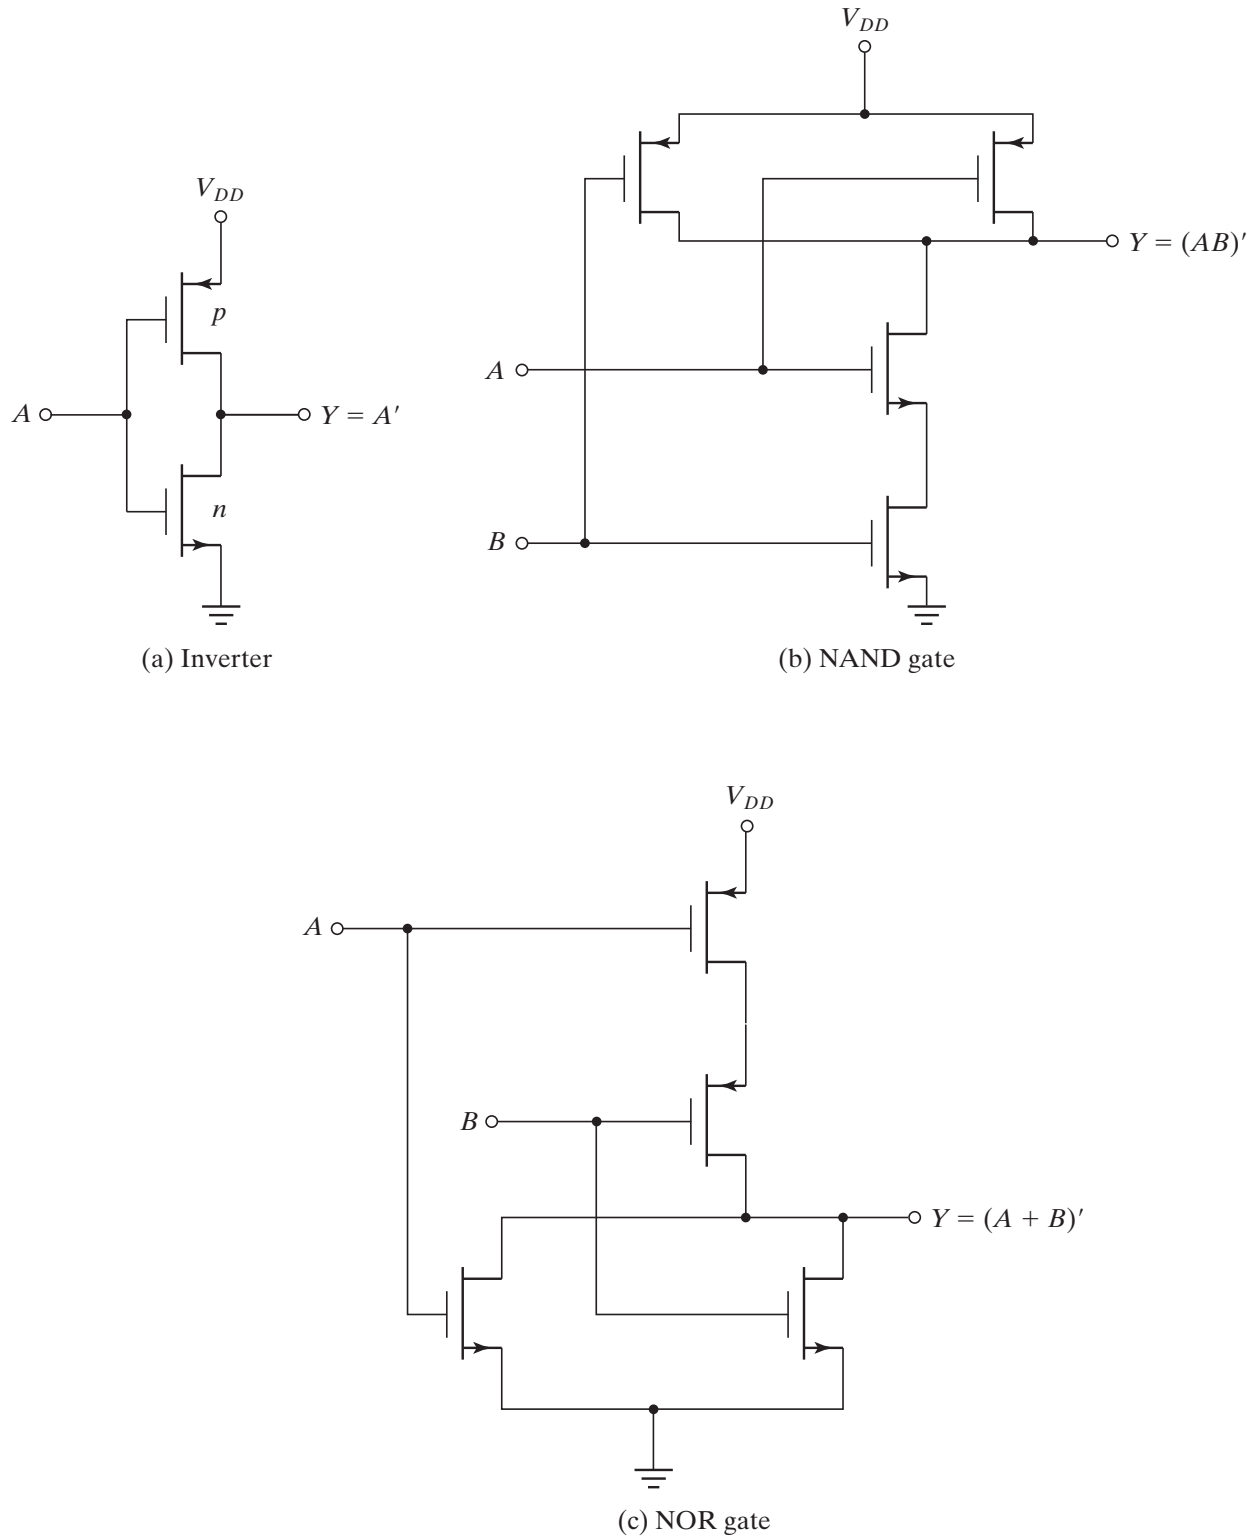 V_DD
p
A
Y = A′
n
(a) Inverter
V_DD
Y = (AB)′
A
B
(b) NAND gate
V_DD
A
B
Y = (A + B)′
(c) NOR gate